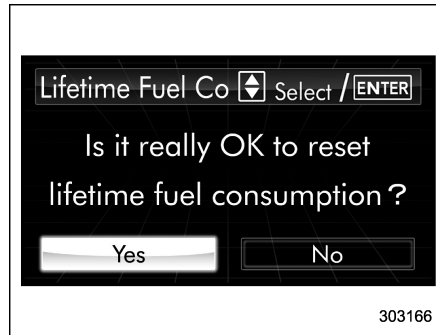 Lifetime Fuel Co Select / ENTER
Is it really OK to reset
lifetime fuel consumption?
Yes No
303166